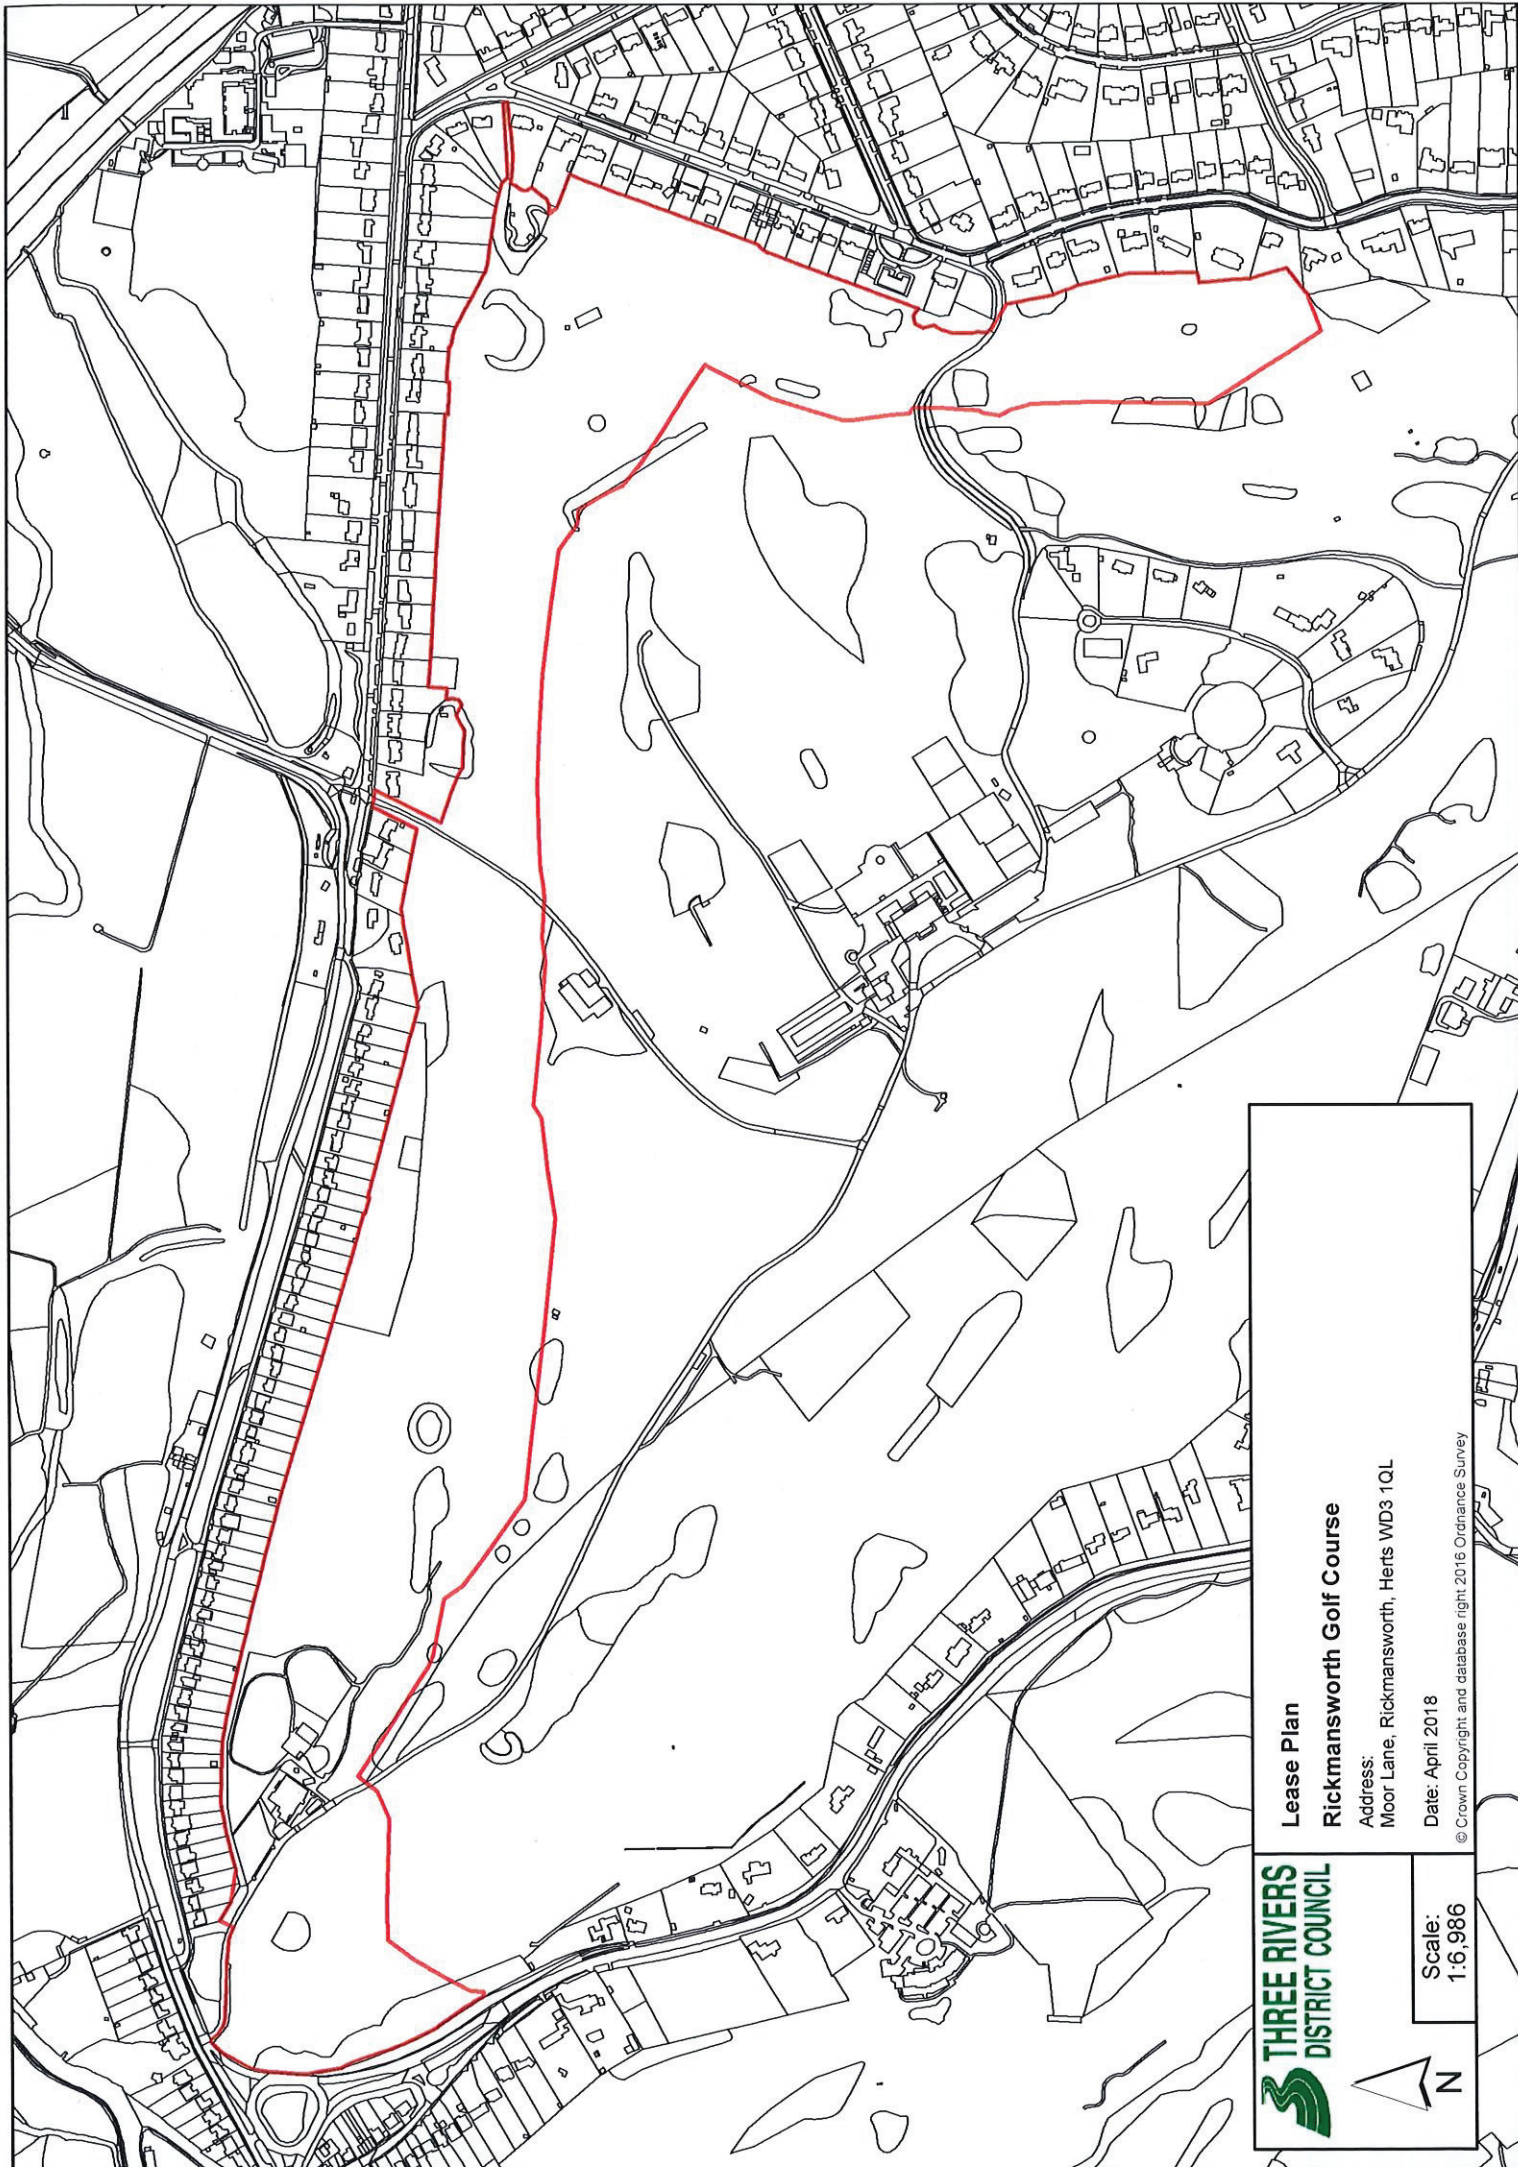 THREE RIVERS
DISTRICT COUNCIL
Lease Plan
Rickmansworth Golf Course
Address:
Moor Lane, Rickmansworth, Herts WD3 1QL
Date: April 2018
© Crown Copyright and database right 2016 Ordnance Survey
N
Scale:
1:6,986